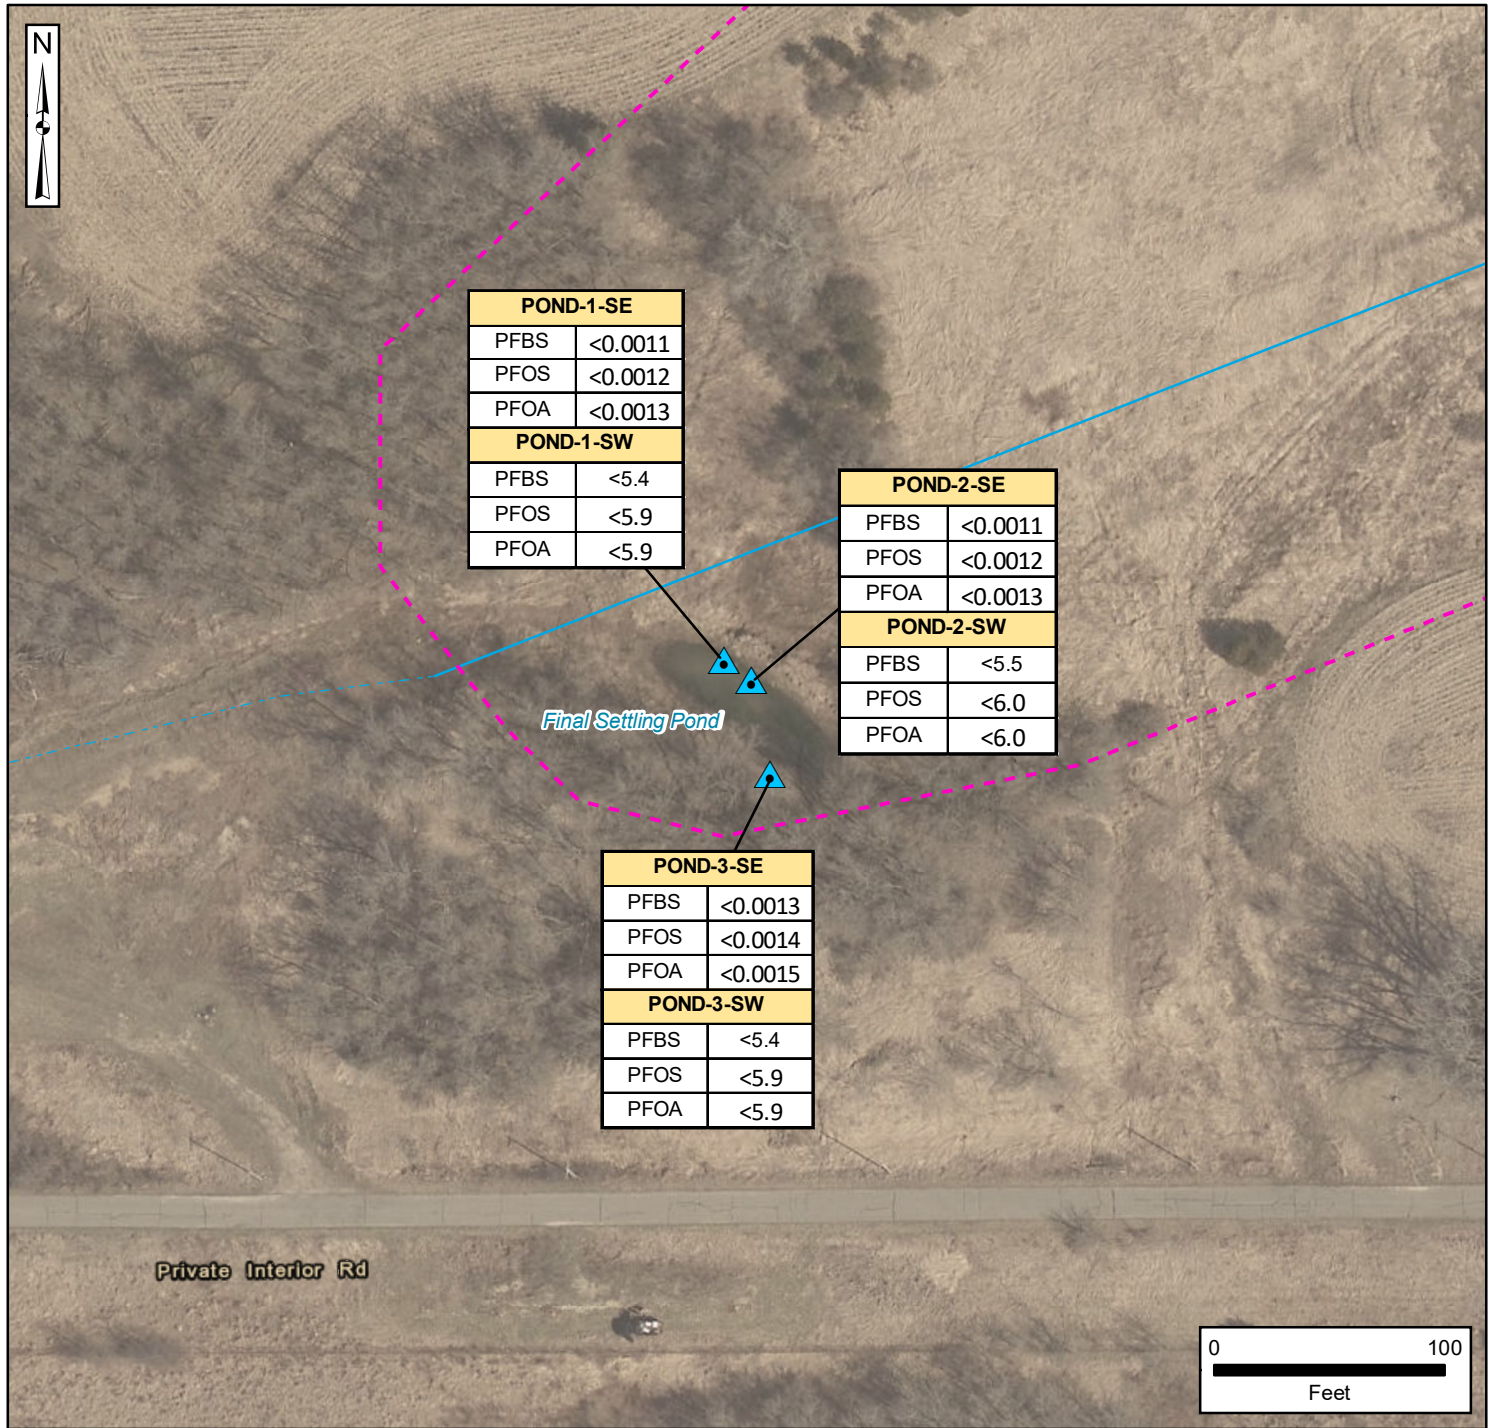 N
POND-1-SE
PFBS <0.0011
PFOS <0.0012
PFOA <0.0013
POND-1-SW
PFBS <5.4
PFOS <5.9
PFOA <5.9
POND-2-SE
PFBS <0.0011
PFOS <0.0012
PFOA <0.0013
POND-2-SW
PFBS <5.5
PFOS <6.0
PFOA <6.0
Final Settling Pond
POND-3-SE
PFBS <0.0013
PFOS <0.0014
PFOA <0.0015
POND-3-SW
PFBS <5.4
PFOS <5.9
PFOA <5.9
Private Interior Rd
0 100
Feet